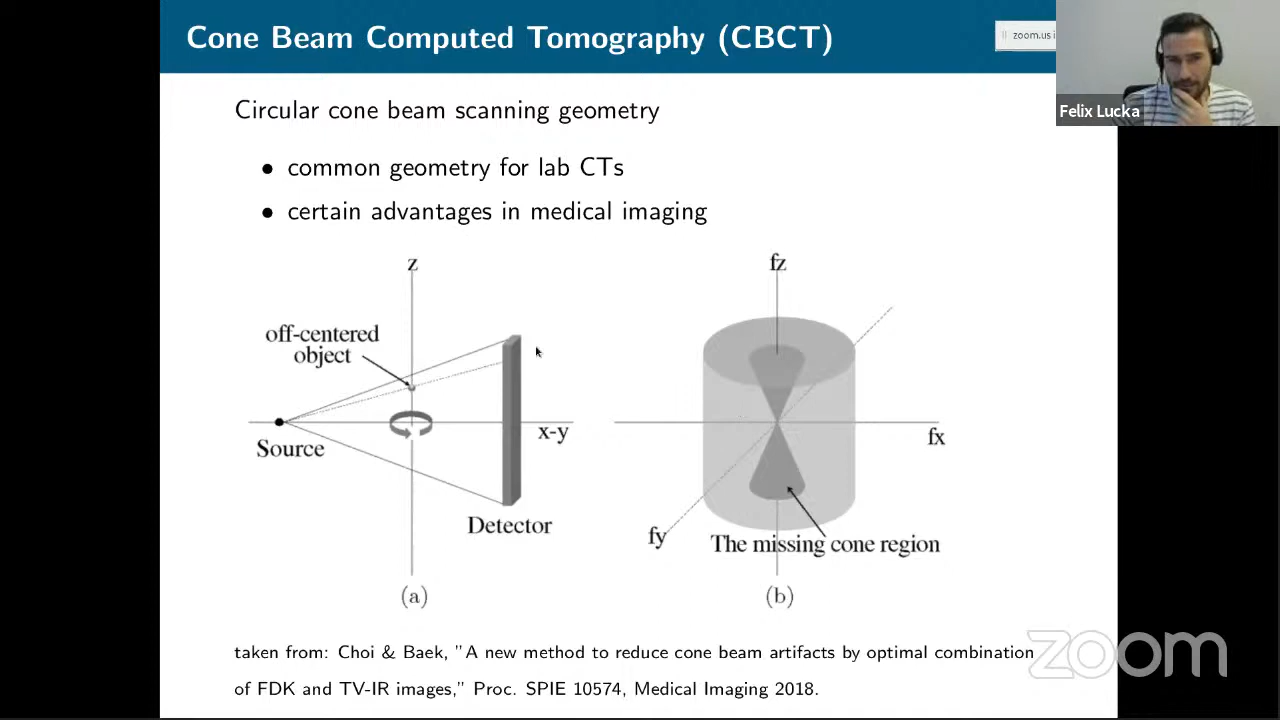 Cone Beam Computed Tomography (CBCT)
zoom.us i
Felix Lucka
Circular cone beam scanning geometry
• common geometry for lab CTs
• certain advantages in medical imaging
z
off-centered
object
Source
x-y
Detector
(a)
fz
fx
fy
The missing cone region
(b)
taken from: Choi & Baek, "A new method to reduce cone beam artifacts by optimal combination
of FDK and TV-IR images," Proc. SPIE 10574, Medical Imaging 2018.
zoom